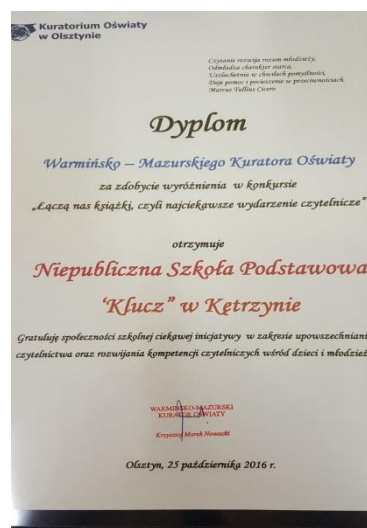 Kuratorium Oświaty
w Olsztynie
Czytanie rozwija rozum młodzieży,
Odmładza charakter starca,
Uszlachetnia w chwilach pomyślności,
Daje pomoc i pocieszenie w przeciwnościach.
Marcus Tullius Cicero
Dyplom
Warmińsko – Mazurskiego Kuratora Oświaty
za zdobycie wyróżnienia w konkursie
„Łączą nas książki, czyli najciekawsze wydarzenie czytelnicze”
otrzymuje
Niepubliczna Szkoła Podstawowa
‘Klucz” w Kętrzynie
Gratuluję społeczności szkolnej ciekawej inicjatywy w zakresie upowszechniani
czytelnictwa oraz rozwijania kompetencji czytelniczych wśród dzieci i młodzież
WARMIŃSKO-MAZURSKI
KURATOR OŚWIATY
Krzysztof Marek Nowacki
Olsztyn, 25 października 2016 r.